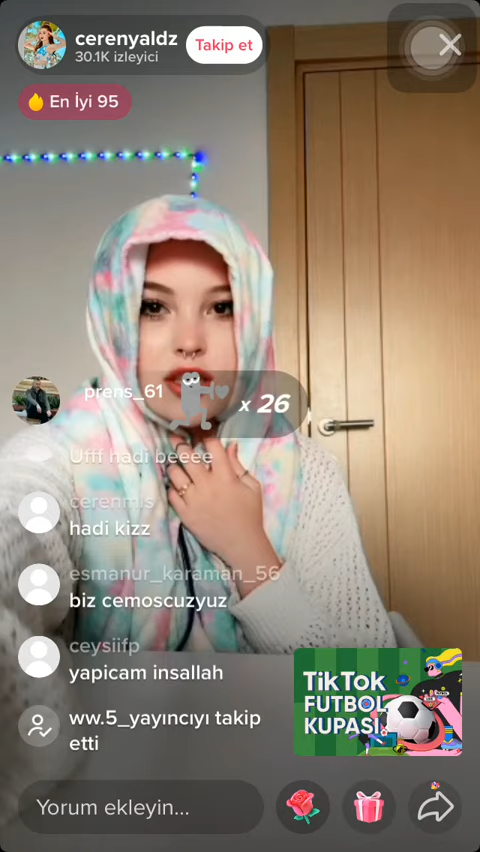 cerenyaldz
30.1K izleyici
Takip et
En İyi 95
prens_61
x 26
Ufff hadi beeee
cerenmls
hadi kizz
esmanur_karaman_56
biz cemoscuzyuz
ceysiifp
yapicam insallah
ww.5_yayıncıyı takip
etti
TikTok
FUTBOL
KUPASI
Yorum ekleyin...